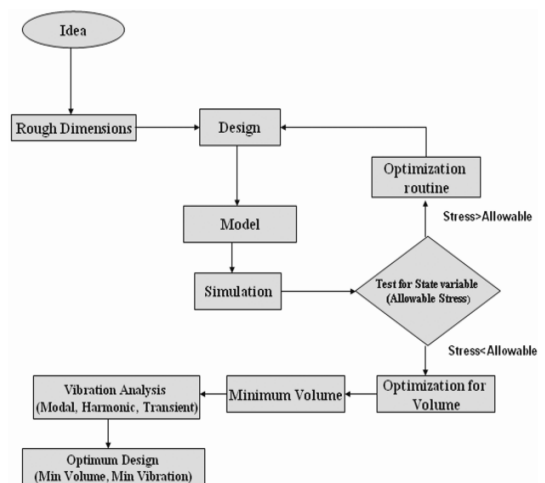 Idea
Rough Dimensions
Design
Optimization
routine
Stress>Allowable
Model
Simulation
Test for State variable
(Allowable Stress)
Stress<Allowable
Vibration Analysis
(Modal, Harmonic, Transient)
Minimum Volume
Optimization for
Volume
Optimum Design
(Min Volume, Min Vibration)